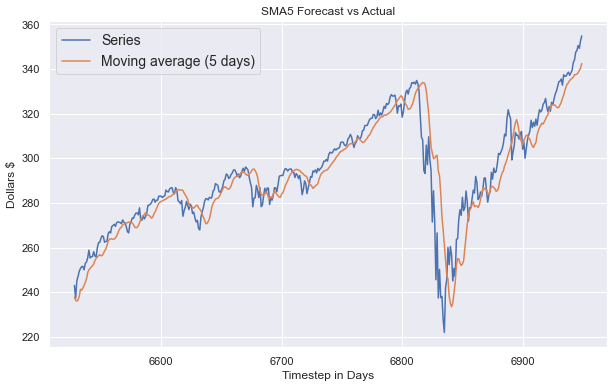 SMA5 Forecast vs Actual
Series
Moving average (5 days)
Dollars $
360
340
320
300
280
260
240
220
6600
6700
6800
6900
Timestep in Days